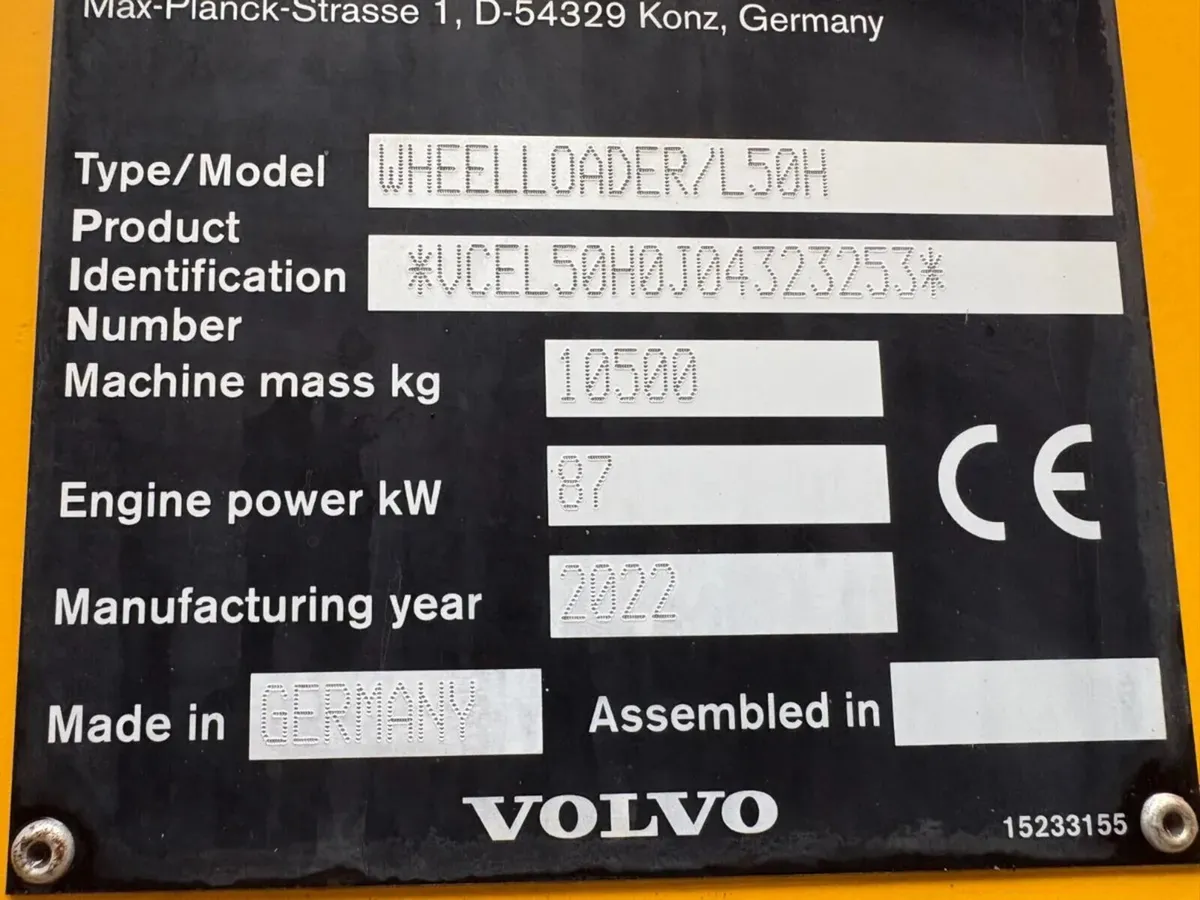 Max-Planck-Strasse 1, D-54329 Konz, Germany
Type/Model WHEELLOADER/L50H
Product
Identification *VCEL50H0J04323253*
Number
Machine mass kg 10500
Engine power kW 87
CE
Manufacturing year 2022
Made in GERMANY Assembled in
VOLVO
15233155